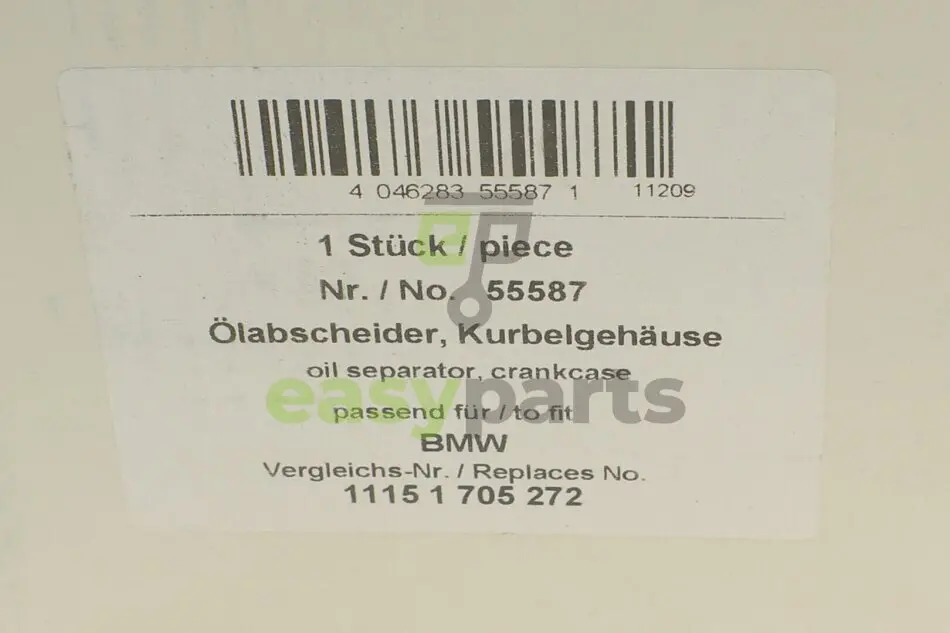 4 046283 55587 1 11209
1 Stück / piece
Nr. / No. 55587
Ölabscheider, Kurbelgehäuse
oil separator, crankcase
easyparts
passend für / to fit
BMW
Vergleichs-Nr. / Replaces No.
1115 1 705 272